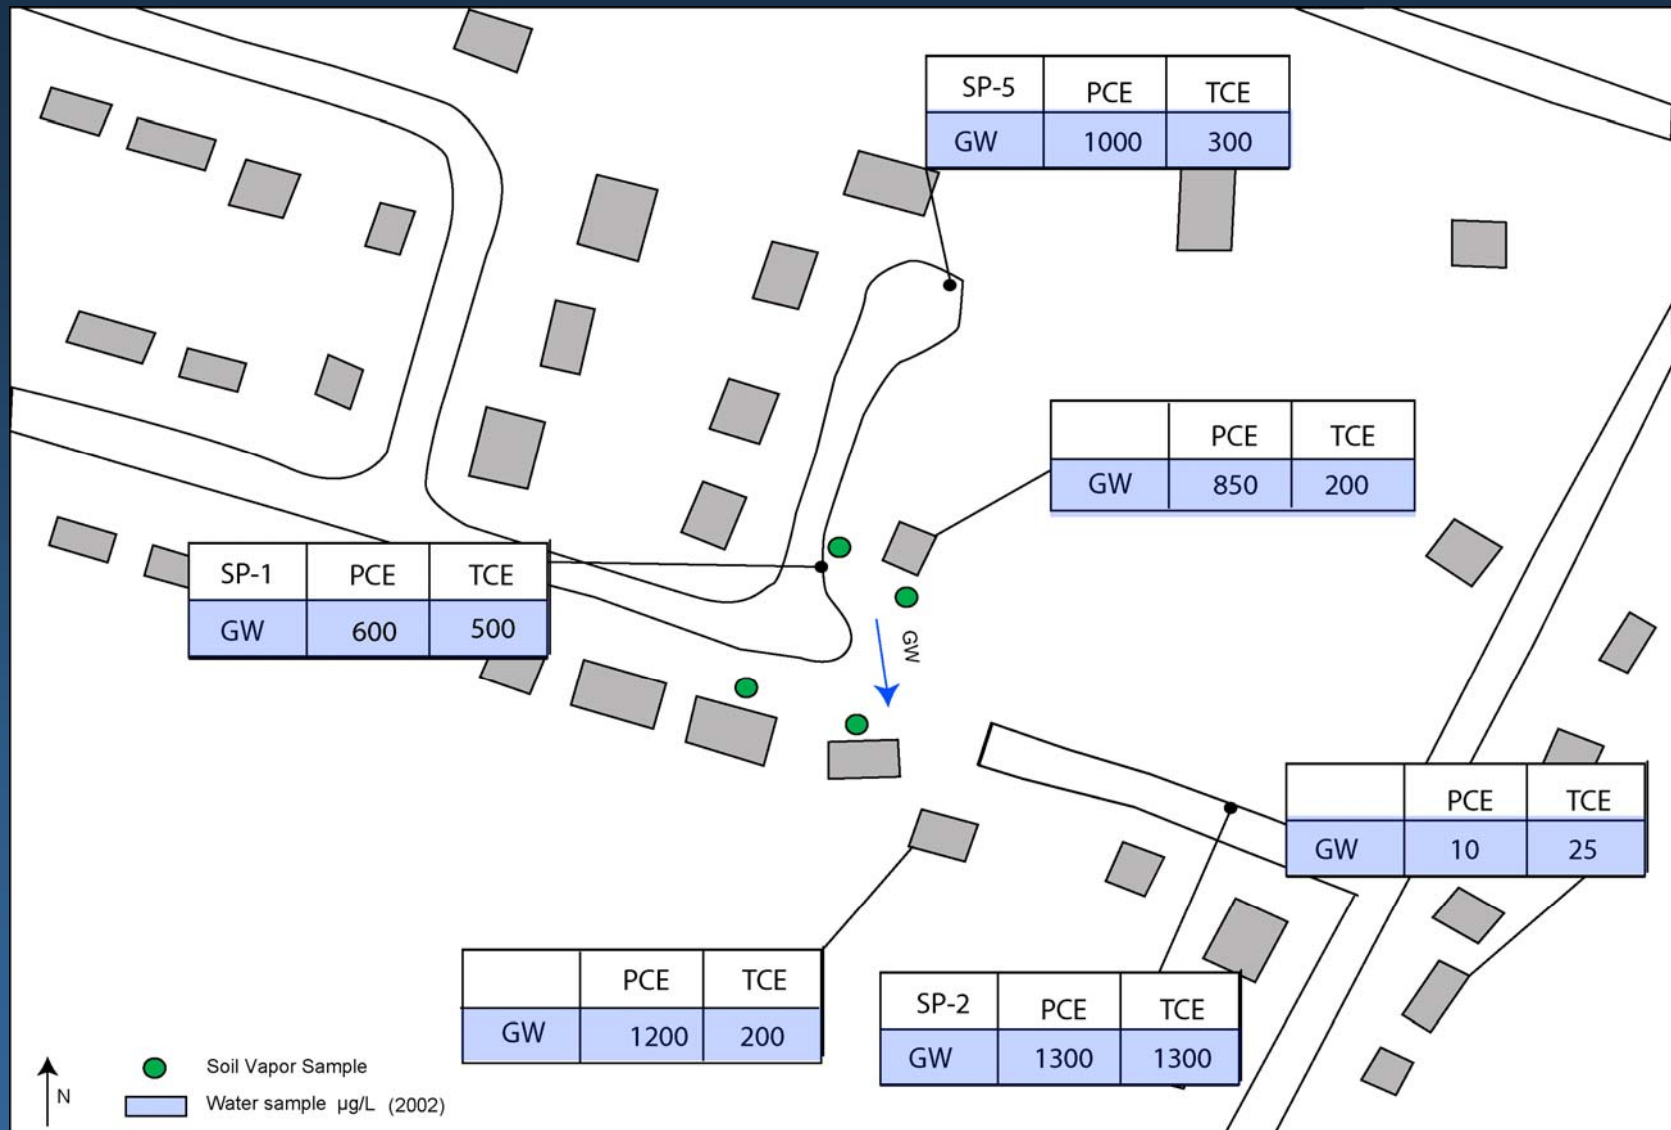 SP-5 PCE TCE
GW 1000 300
PCE TCE
GW 850 200
SP-1 PCE TCE
GW 600 500
GW
PCE TCE
GW 10 25
PCE TCE
GW 1200 200
SP-2 PCE TCE
GW 1300 1300
N
Soil Vapor Sample
Water sample µg/L (2002)